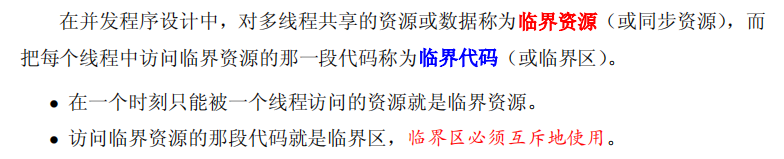 在并发程序设计中，对多线程共享的资源或数据称为临界资源（或同步资源），而
把每个线程中访问临界资源的那一段代码称为临界代码（或临界区）。
● 在一个时刻只能被一个线程访问的资源就是临界资源。
● 访问临界资源的那段代码就是临界区，临界区必须互斥地使用。